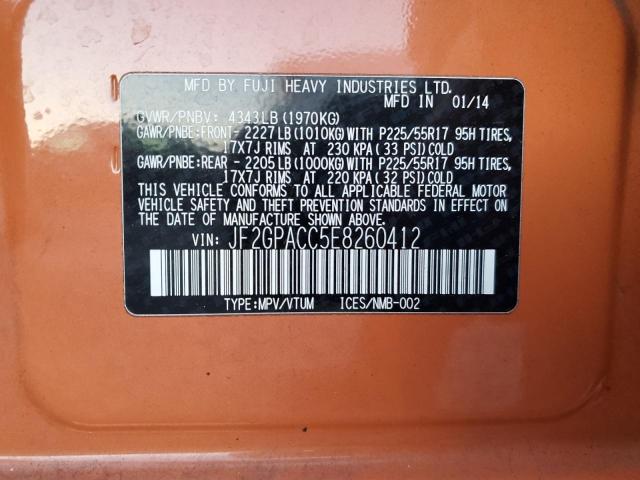 MFD BY FUJI HEAVY INDUSTRIES LTD.
MFD IN 01/14
GVWR/PNBV: 4343LB(1970KG)
GAWR/PNBE:FRONT-2227LB(1010KG)WITH P225/55R17 95H TIRES,
17X7J RIMS AT 230 KPA(33 PSI)COLD
GAWR/PNBE:REAR -2205LB(1000KG)WITH P225/55R17 95H TIRES,
17X7J RIMS AT 220 KPA(32 PSI)COLD
THIS VEHICLE CONFORMS TO ALL APPLICABLE FEDERAL MOTOR
VEHICLE SAFETY AND THEFT PREVENTION STANDARDS IN EFFECT
ON THE DATE OF MANUFACTURE SHOWN ABOVE.
VIN: JF2GPACC5E8260412
TYPE:MPV/VTUM ICES/NMB-002